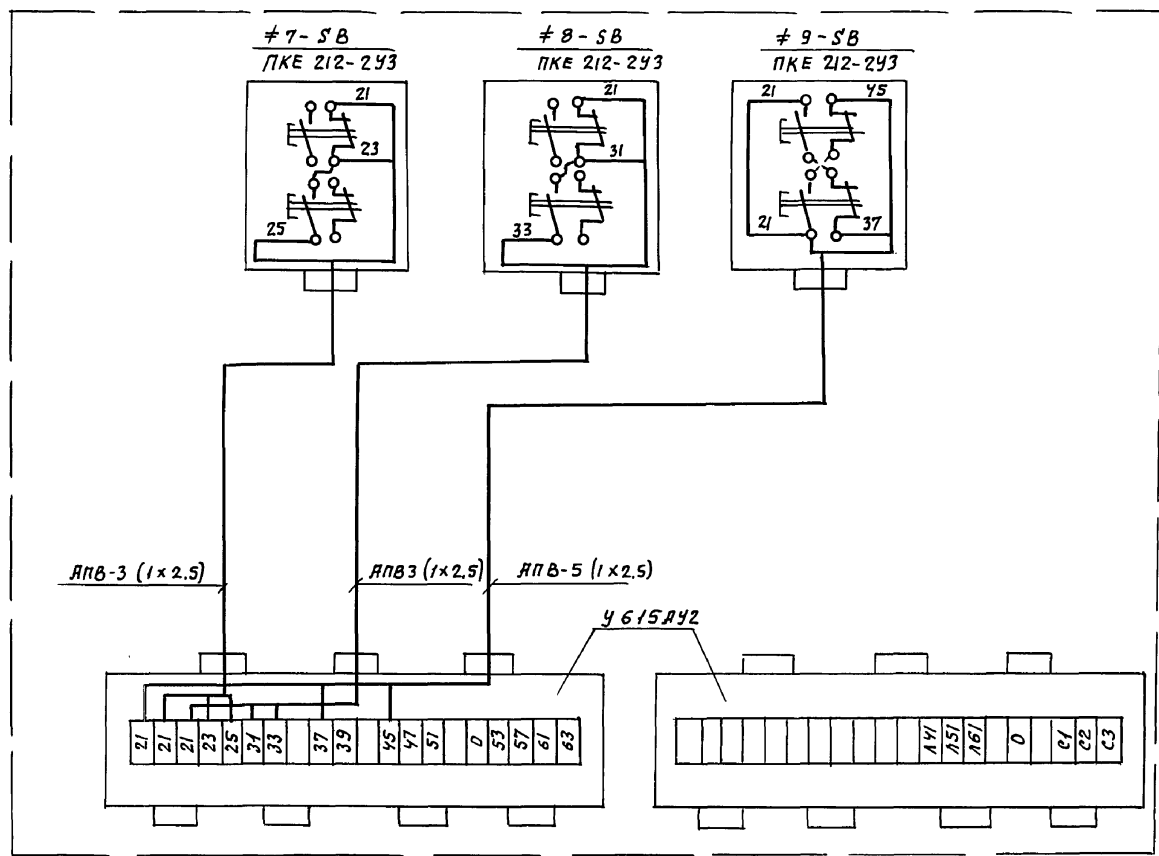 ≠ 7 - SB
ПКЕ 212-2У3
≠ 8 - SB
ПКЕ 212-2У3
≠ 9 - SB
ПКЕ 212-2У3
21
23
25
21
31
33
21
45
21
37
АПВ-3 (1×2.5)
АПВ3 (1×2.5)
АПВ-5 (1×2.5)
У615АУ2
21 21 21 23 25 31 33 37 39 45 47 51 0 53 57 61 63
Л41 Л51 Л61 0 С1 С2 С3